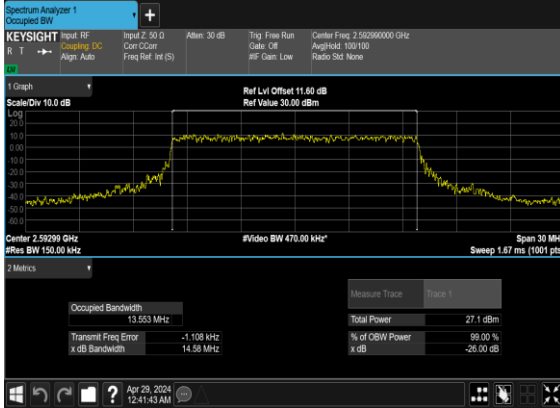 Spectrum Analyzer 1
Occupied BW
+
KEYSIGHT Input: RF Input Z: 50 Ω Atten: 30 dB Trig: Free Run Center Freq: 2.592990000 GHz
R T Coupling: DC Corr CCorr Gate: Off Avg|Hold: 100/100
Align: Auto Freq Ref: Int (S) #IF Gain: Low Radio Std: None
1 Graph
Ref Lvl Offset 11.60 dB
Scale/Div 10.0 dB Ref Value 30.00 dBm
Log
20.0
10.0
0.00
-10.0
-20.0
-30.0
-40.0
-50.0
-60.0
Center 2.59299 GHz #Video BW 470.00 kHz* Span 30 MH
#Res BW 150.00 kHz Sweep 1.67 ms (1001 pts
2 Metrics
Measure Trace Trace 1
Occupied Bandwidth
13.553 MHz Total Power 27.1 dBm
Transmit Freq Error -1.108 kHz % of OBW Power 99.00 %
x dB Bandwidth 14.58 MHz x dB -26.00 dB
? Apr 29, 2024
12:41:43 AM